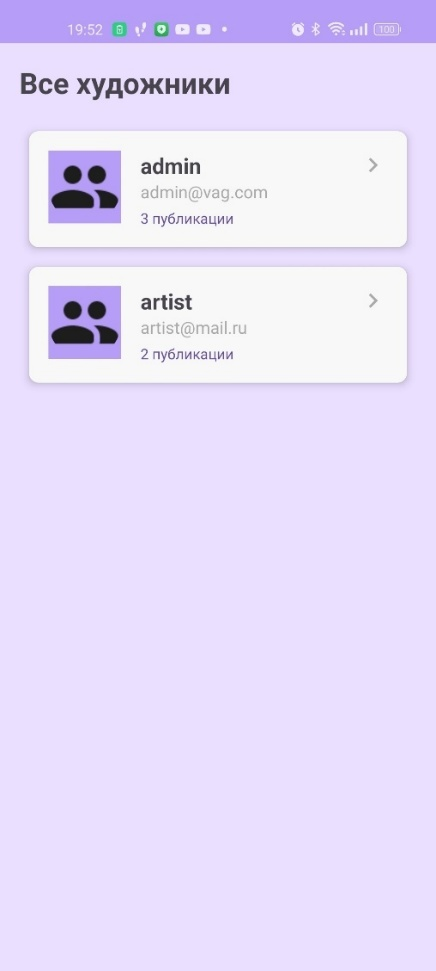 19:52
100
Все художники
admin
admin@vag.com
3 публикации
artist
artist@mail.ru
2 публикации